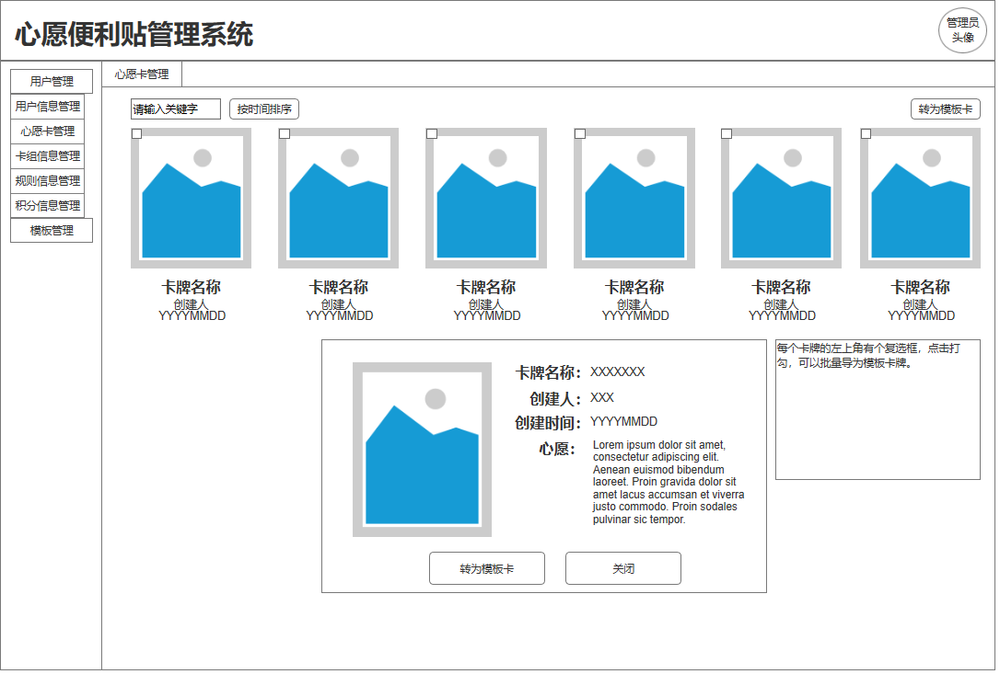 心愿便利贴管理系统
管理员
头像
用户管理
用户信息管理
心愿卡管理
卡组信息管理
规则信息管理
积分信息管理
模板管理
心愿卡管理
请输入关键字
按时间排序
转为模板卡
卡牌名称
创建人
YYYYMMDD
卡牌名称
创建人
YYYYMMDD
卡牌名称
创建人
YYYYMMDD
卡牌名称
创建人
YYYYMMDD
卡牌名称
创建人
YYYYMMDD
卡牌名称
创建人
YYYYMMDD
卡牌名称： XXXXXXX
创建人： XXX
创建时间： YYYYMMDD
心愿： Lorem ipsum dolor sit amet,
consectetur adipiscing elit.
Aenean euismod bibendum
laoreet. Proin gravida dolor sit
amet lacus accumsan et viverra
justo commodo. Proin sodales
pulvinar sic tempor.
转为模板卡
关闭
每个卡牌的左上角有个复选框，点击打
勾，可以批量导为模板卡牌。